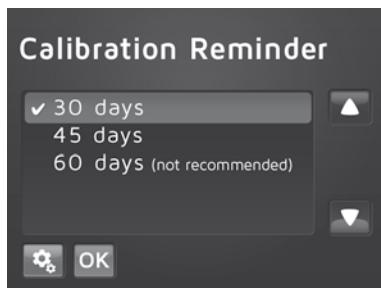 Calibration Reminder
30 days
45 days
60 days (not recommended)
OK